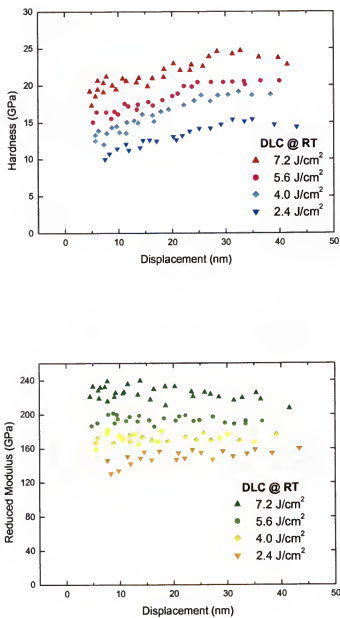 30
25
20
15
10
5
0
Hardness (GPa)
DLC @ RT
7.2 J/cm²
5.6 J/cm²
4.0 J/cm²
2.4 J/cm²
0 10 20 30 40 50
Displacement (nm)
240
200
160
120
80
40
0
Reduced Modulus (GPa)
DLC @ RT
7.2 J/cm²
5.6 J/cm²
4.0 J/cm²
2.4 J/cm²
0 10 20 30 40 50
Displacement (nm)